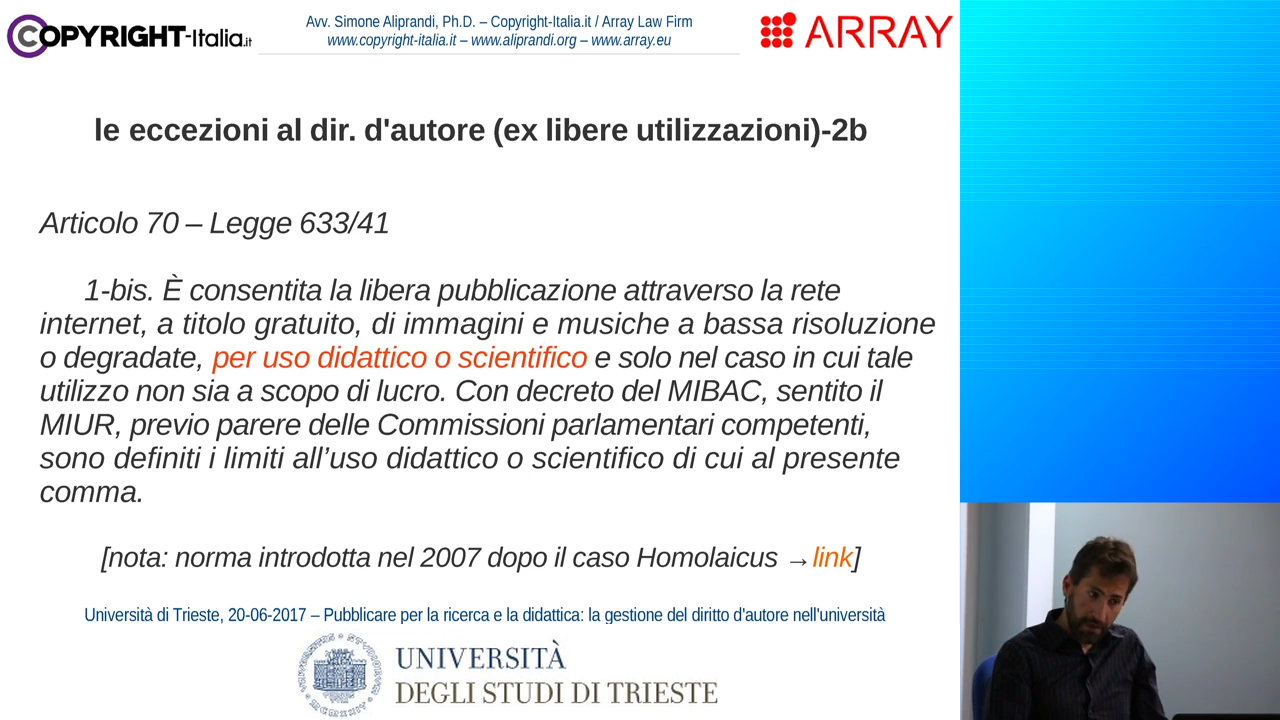 COPYRIGHT-Italia.it
Avv. Simone Aliprandi, Ph.D. – Copyright-Italia.it / Array Law Firm
www.copyright-italia.it – www.aliprandi.org – www.array.eu
ARRAY
le eccezioni al dir. d'autore (ex libere utilizzazioni)-2b
Articolo 70 – Legge 633/41
1-bis. È consentita la libera pubblicazione attraverso la rete
internet, a titolo gratuito, di immagini e musiche a bassa risoluzione
o degradate, per uso didattico o scientifico e solo nel caso in cui tale
utilizzo non sia a scopo di lucro. Con decreto del MIBAC, sentito il
MIUR, previo parere delle Commissioni parlamentari competenti,
sono definiti i limiti all’uso didattico o scientifico di cui al presente
comma.
[nota: norma introdotta nel 2007 dopo il caso Homolaicus →link]
Università di Trieste, 20-06-2017 – Pubblicare per la ricerca e la didattica: la gestione del diritto d'autore nell'università
UNIVERSITÀ
DEGLI STUDI DI TRIESTE